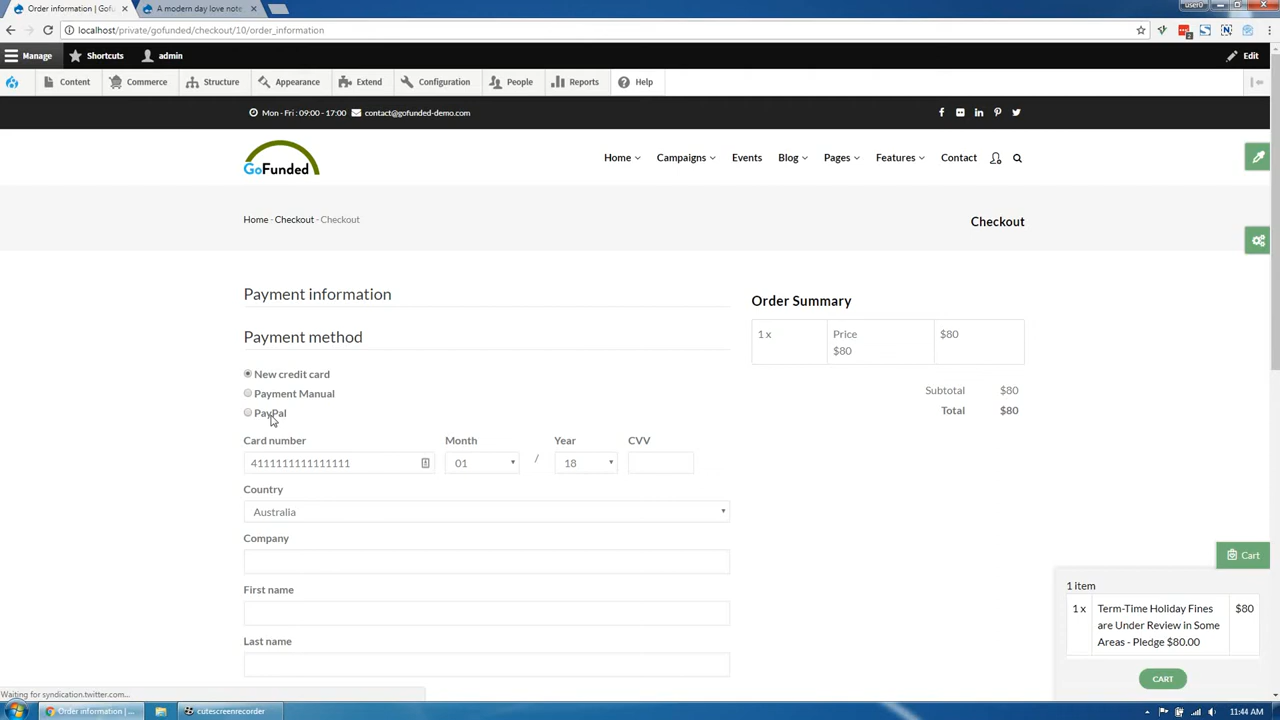 Order information | Gofu
A modern day love note
user0
localhost/private/gofunded/checkout/10/order_information
Manage
Shortcuts
admin
Edit
Content
Commerce
Structure
Appearance
Extend
Configuration
People
Reports
Help
Mon - Fri : 09:00 - 17:00
contact@gofunded-demo.com
GoFunded
Home
Campaigns
Events
Blog
Pages
Features
Contact
Home - Checkout - Checkout
Checkout
Payment information
Order Summary
1 x
Price
$80
$80
Subtotal $80
Total $80
Payment method
New credit card
Payment Manual
PayPal
Card number
Month
Year
CVV
4111111111111111
01
/
18
Country
Australia
Company
First name
Last name
Cart
1 item
1 x
Term-Time Holiday Fines
are Under Review in Some
Areas - Pledge $80.00
$80
CART
Waiting for syndication.twitter.com...
Order information | ...
cutescreenrecorder
11:44 AM